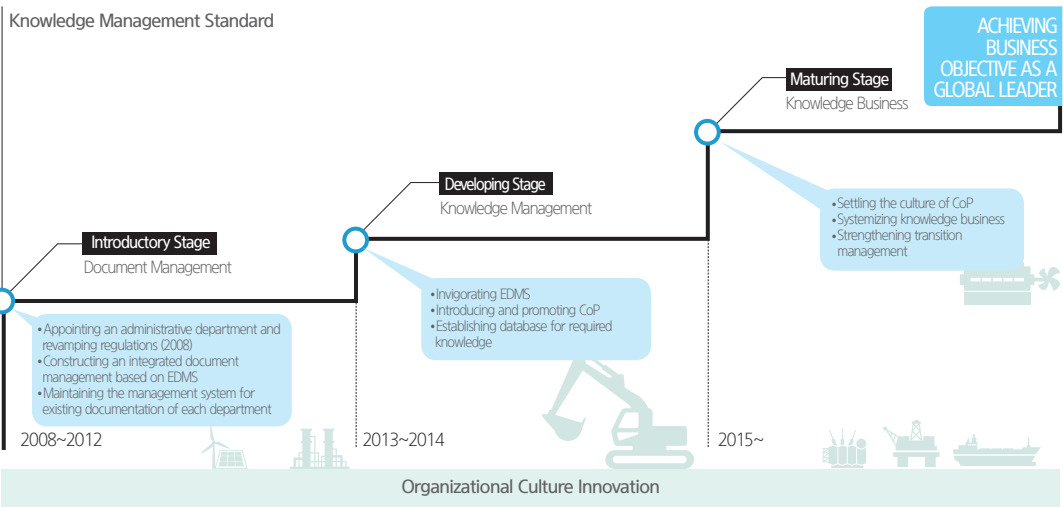 Knowledge Management Standard
ACHIEVING
BUSINESS
OBJECTIVE AS A
GLOBAL LEADER
Maturing Stage
Knowledge Business
•Settling the culture of CoP
•Systemizing knowledge business
•Strengthening transition
management
Developing Stage
Knowledge Management
•Invigorating EDMS
•Introducing and promoting CoP
•Establishing database for required
knowledge
Introductory Stage
Document Management
•Appointing an administrative department and
revamping regulations (2008)
•Constructing an integrated document
management based on EDMS
•Maintaining the management system for
existing documentation of each department
2008~2012
2013~2014
2015~
Organizational Culture Innovation